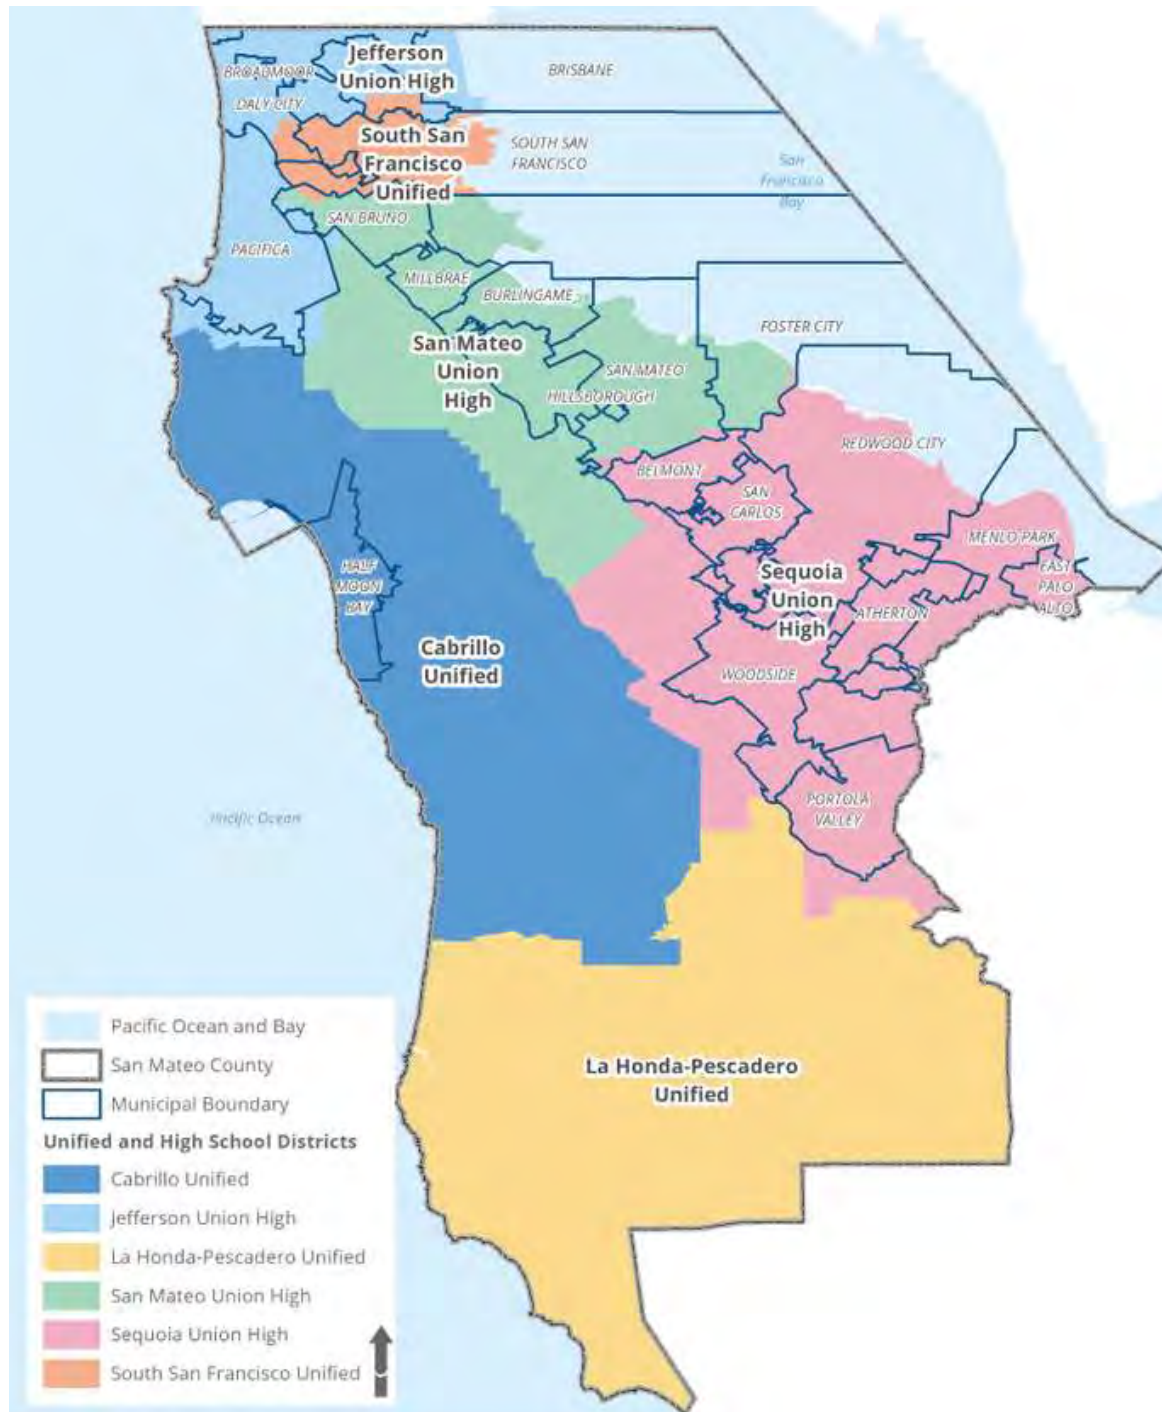 Jefferson
Union High
BROADMOOR
BRISBANE
DALY CITY
South San
Francisco
Unified
SOUTH SAN
FRANCISCO
San
Francisco
Bay
SAN BRUNO
PACIFICA
MILLBRAE
BURLINGAME
FOSTER CITY
San Mateo
Union
High
SAN MATEO
HILLSBOROUGH
REDWOOD CITY
BELMONT
SAN
CARLOS
MENLO PARK
EAST
PALO
ALTO
HALF
MOON
BAY
Sequoia
Union
High
ATHERTON
Cabrillo
Unified
WOODSIDE
PORTOLA
VALLEY
Pacific Ocean
La Honda-Pescadero
Unified
Pacific Ocean and Bay
San Mateo County
Municipal Boundary
Unified and High School Districts
Cabrillo Unified
Jefferson Union High
La Honda-Pescadero Unified
San Mateo Union High
Sequoia Union High
South San Francisco Unified